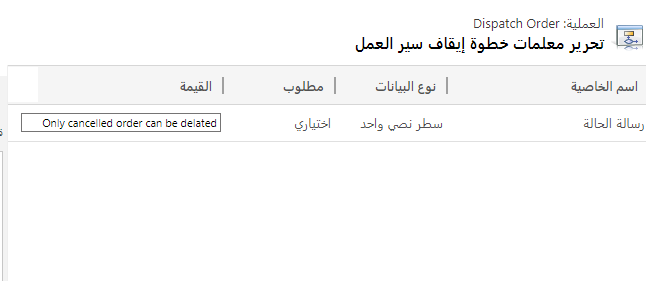 العملية: Dispatch Order
تحرير معلمات خطوة إيقاف سير العمل
اسم الخاصية نوع البيانات مطلوب القيمة
رسالة الحالة سطر نصي واحد اختياري Only cancelled order can be delated